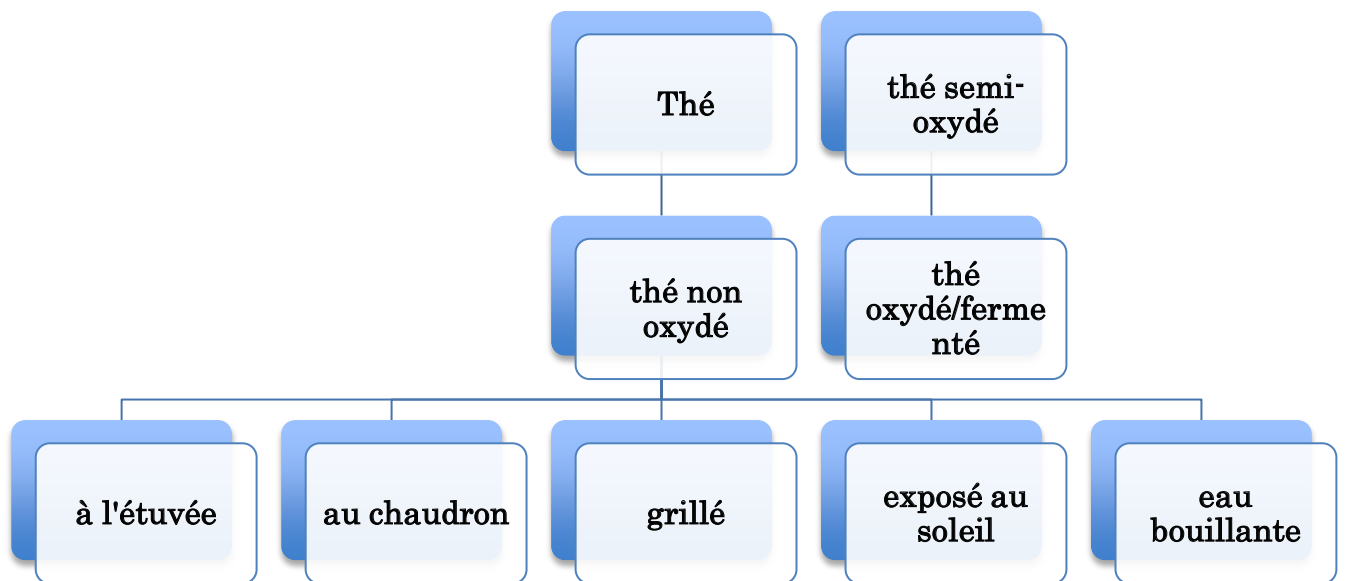 Thé
thé semi-
oxydé
thé non
oxydé
thé
oxydé/ferme
nté
à l'étuvée
au chaudron
grillé
exposé au
soleil
eau
bouillante